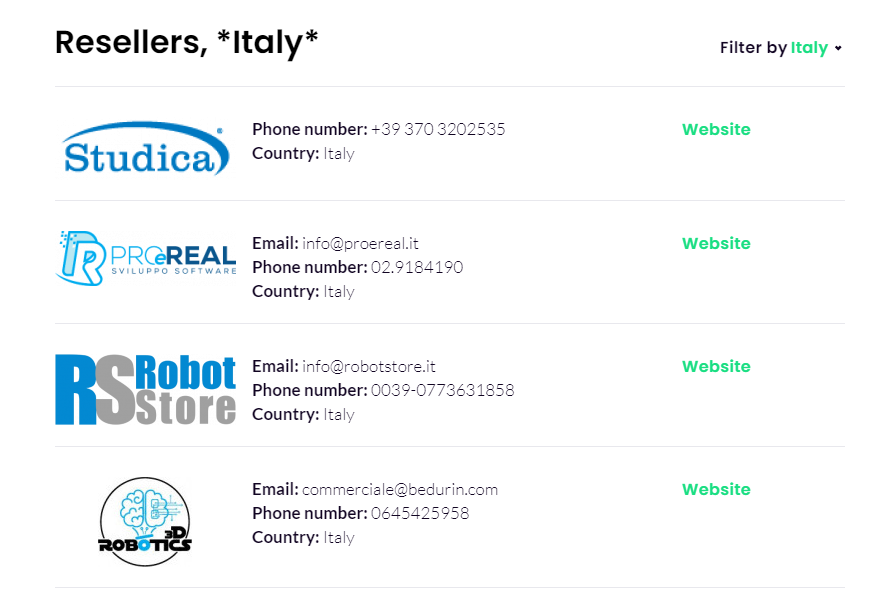 Resellers, *Italy*
Filter by Italy
Studica®
Phone number: +39 370 3202535
Country: Italy
Website
PROeREAL
SVILUPPO SOFTWARE
Email: info@proereal.it
Phone number: 02.9184190
Country: Italy
Website
RS Robot
Store
Email: info@robotstore.it
Phone number: 0039-0773631858
Country: Italy
Website
3D
ROBOTICS
Email: commerciale@bedurin.com
Phone number: 0645425958
Country: Italy
Website